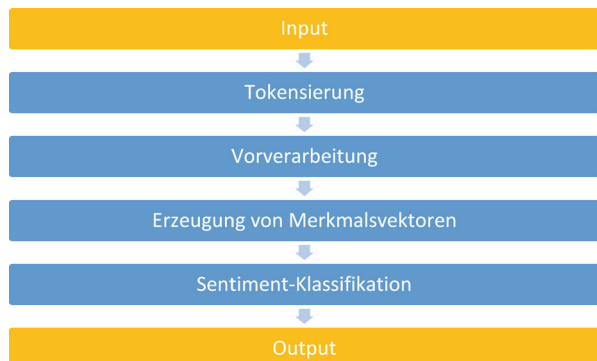 Input
Tokensierung
Vorverarbeitung
Erzeugung von Merkmalsvektoren
Sentiment-Klassifikation
Output